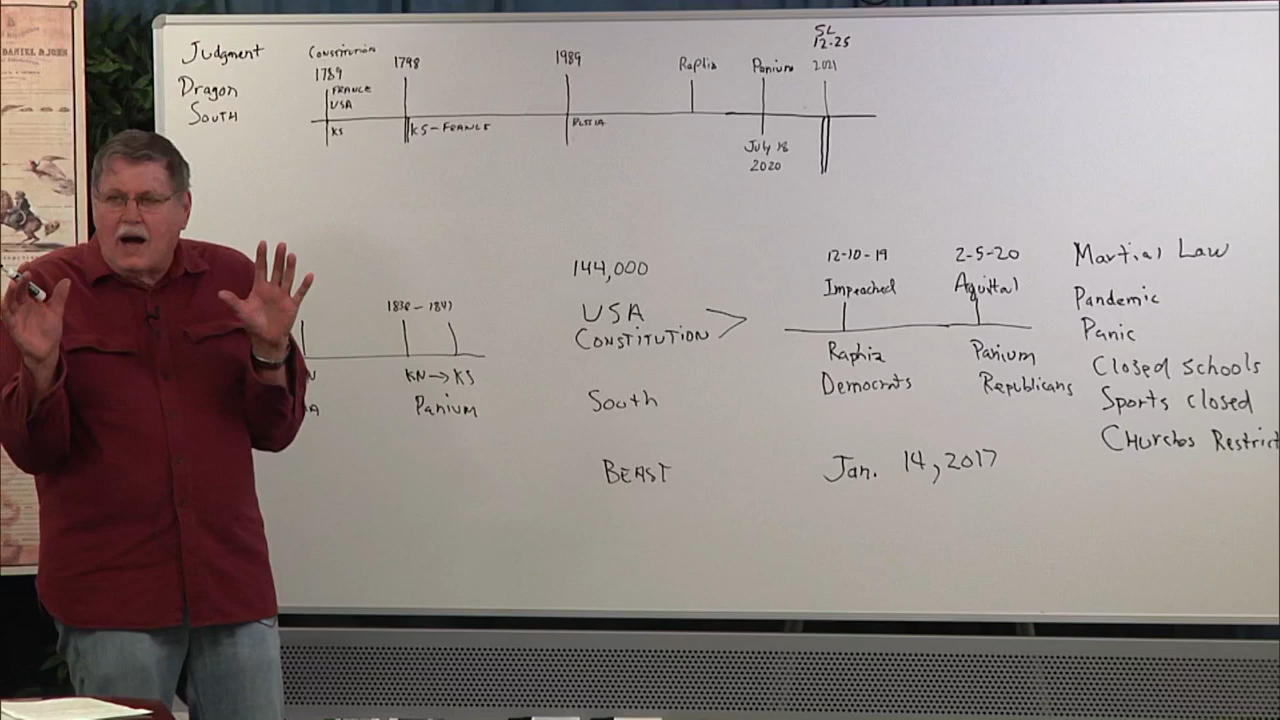 DANIEL & JOHN
Judgment
Dragon
South
Constitution
1789
FRANCE
USA
KS
1798
KS-FRANCE
1989
RUSSIA
Raphia
Panium
July 18
2020
SL
12-25
2021
1838-1841
KN→KS
Panium
144,000
USA
CONSTITUTION >
South
BEAST
12-10-19
Impeached
Raphia
Democrats
2-5-20
Aquittal
Panium
Republicans
Jan. 14, 2017
Martial Law
Pandemic
Panic
Closed Schools
Sports closed
CHurches Restrict